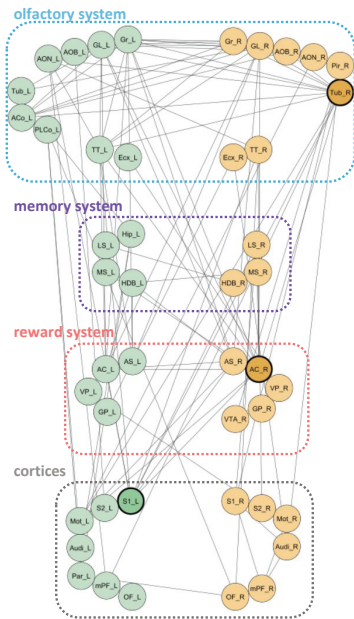 olfactory system
AON_L AOB_L GL_L Gr_L Gr_R GL_R AOB_R AON_R Pir_R
Tub_L Tub_R
ACo_L
PLCo_L
TT_L Ecx_L Ecx_R TT_R
memory system
Hip_L
LS_L LS_R
MS_L MS_R
HDB_L HDB_R
reward system
AC_L AS_L AS_R AC_R
VP_L VP_R
GP_L GP_R
VTA_R
cortices
S2_L S1_L S1_R S2_R
Mot_L Mot_R
Audi_L Audi_R
Par_L mPF_L mPF_R
OF_L OF_R